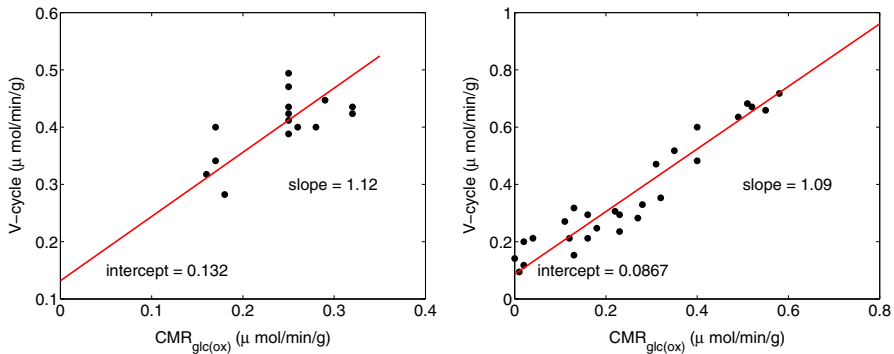 0.6
0.5
0.4
0.3
0.2
0.1
V−cycle (μ mol/min/g)
slope = 1.12
intercept = 0.132
0 0.1 0.2 0.3 0.4
CMRglc(ox) (μ mol/min/g)
1
0.8
0.6
0.4
0.2
0
V−cycle (μ mol/min/g)
slope = 1.09
intercept = 0.0867
0 0.2 0.4 0.6 0.8
CMRglc(ox) (μ mol/min/g)